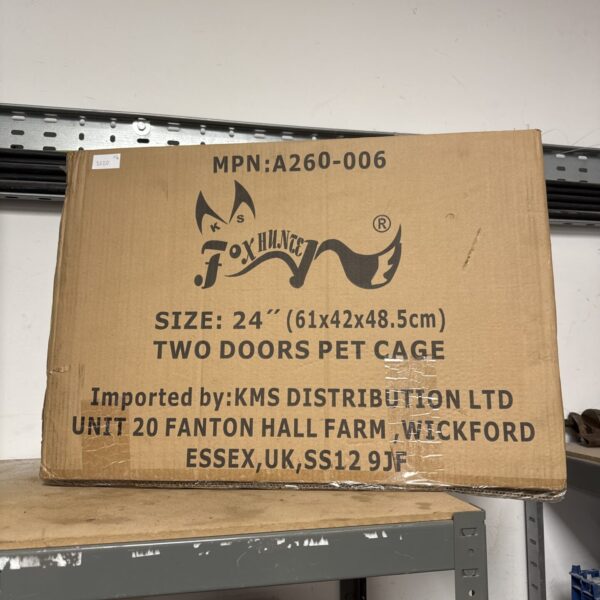 MPN:A260-006
KS
FOXHUNTER ®
SIZE: 24˝ (61x42x48.5cm)
TWO DOORS PET CAGE
Imported by:KMS DISTRIBUTION LTD
UNIT 20 FANTON HALL FARM ,WICKFORD
ESSEX,UK,SS12 9JF